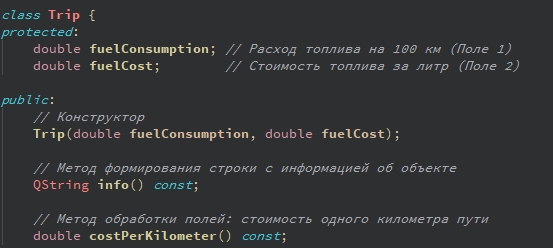 class Trip {
protected:
    double fuelConsumption; // Расход топлива на 100 км (Поле 1)
    double fuelCost;        // Стоимость топлива за литр (Поле 2)

public:
    // Конструктор
    Trip(double fuelConsumption, double fuelCost);

    // Метод формирования строки с информацией об объекте
    QString info() const;

    // Метод обработки полей: стоимость одного километра пути
    double costPerKilometer() const;